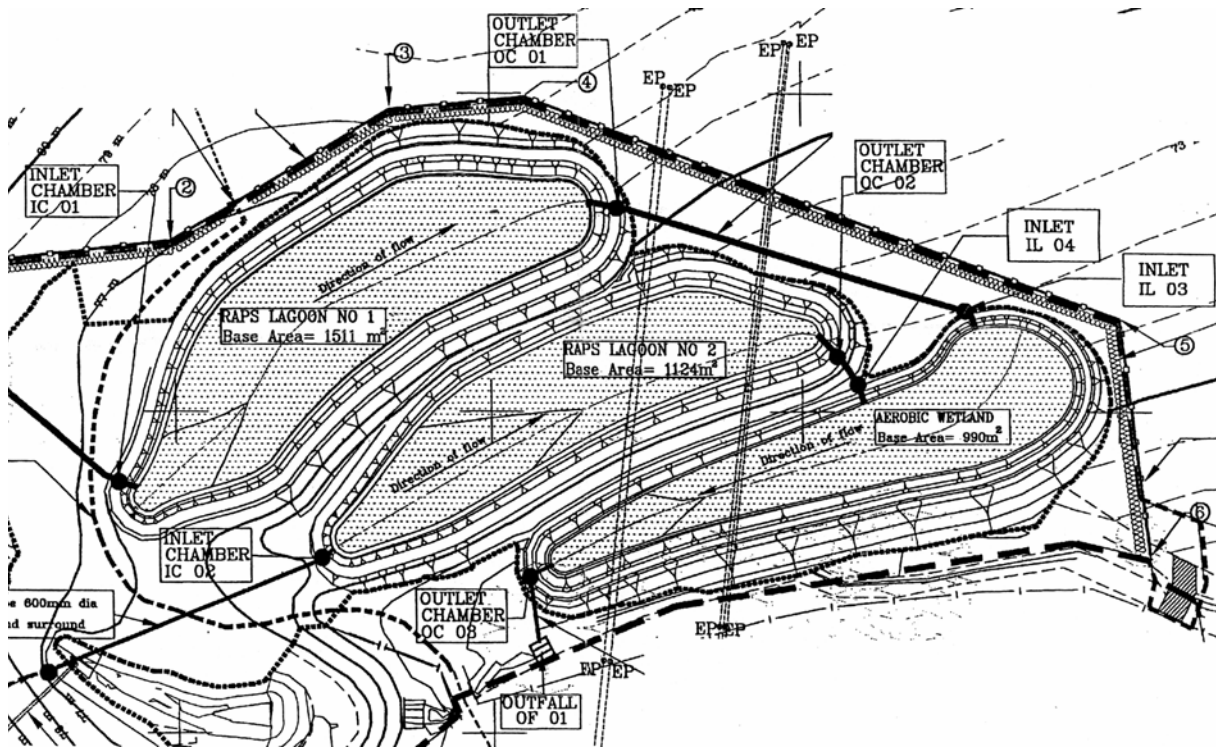 OUTLET
CHAMBER
OC 01
③
④
EP
EP
EP
EP
INLET
CHAMBER
IC 01
②
OUTLET
CHAMBER
OC 02
73
INLET
IL 04
INLET
IL 03
Direction of flow
RAPS LAGOON NO 1
Base Area= 1511 m²
RAPS LAGOON NO 2
Base Area= 1124m²
⑤
AEROBIC WETLAND
Base Area= 990m²
Direction of flow
Direction of flow
INLET
CHAMBER
IC 02
⑥
600mm dia
surround
OUTLET
CHAMBER
OC 03
EP
EP
EP
EP
OUTFALL
OF 01